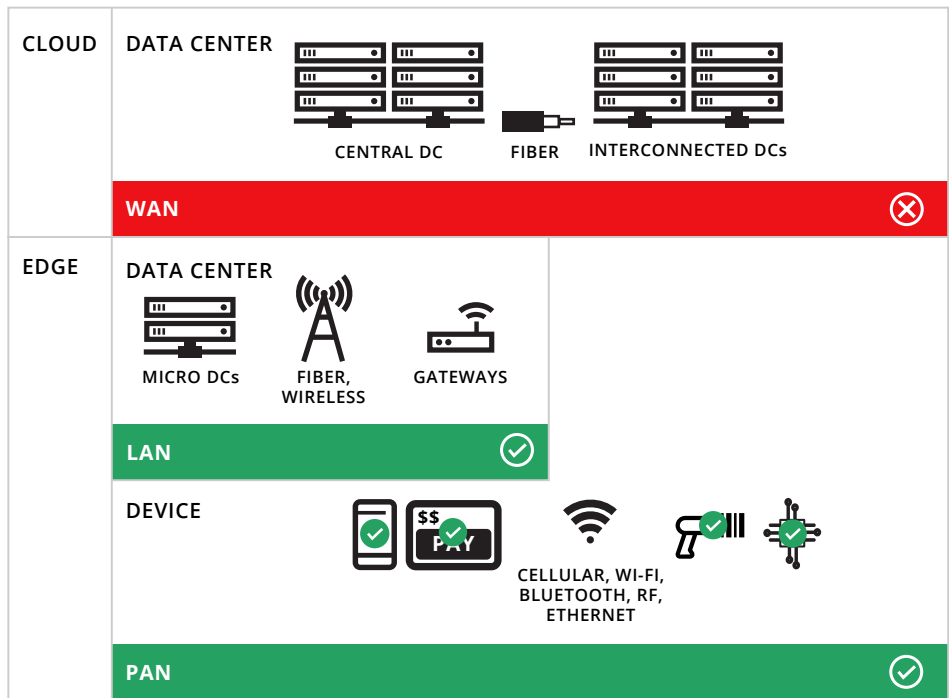 CLOUD
DATA CENTER
CENTRAL DC
FIBER
INTERCONNECTED DCs
WAN
EDGE
DATA CENTER
MICRO DCs
FIBER,
WIRELESS
GATEWAYS
LAN
DEVICE
$$
PAY
CELLULAR, WI-FI,
BLUETOOTH, RF,
ETHERNET
PAN